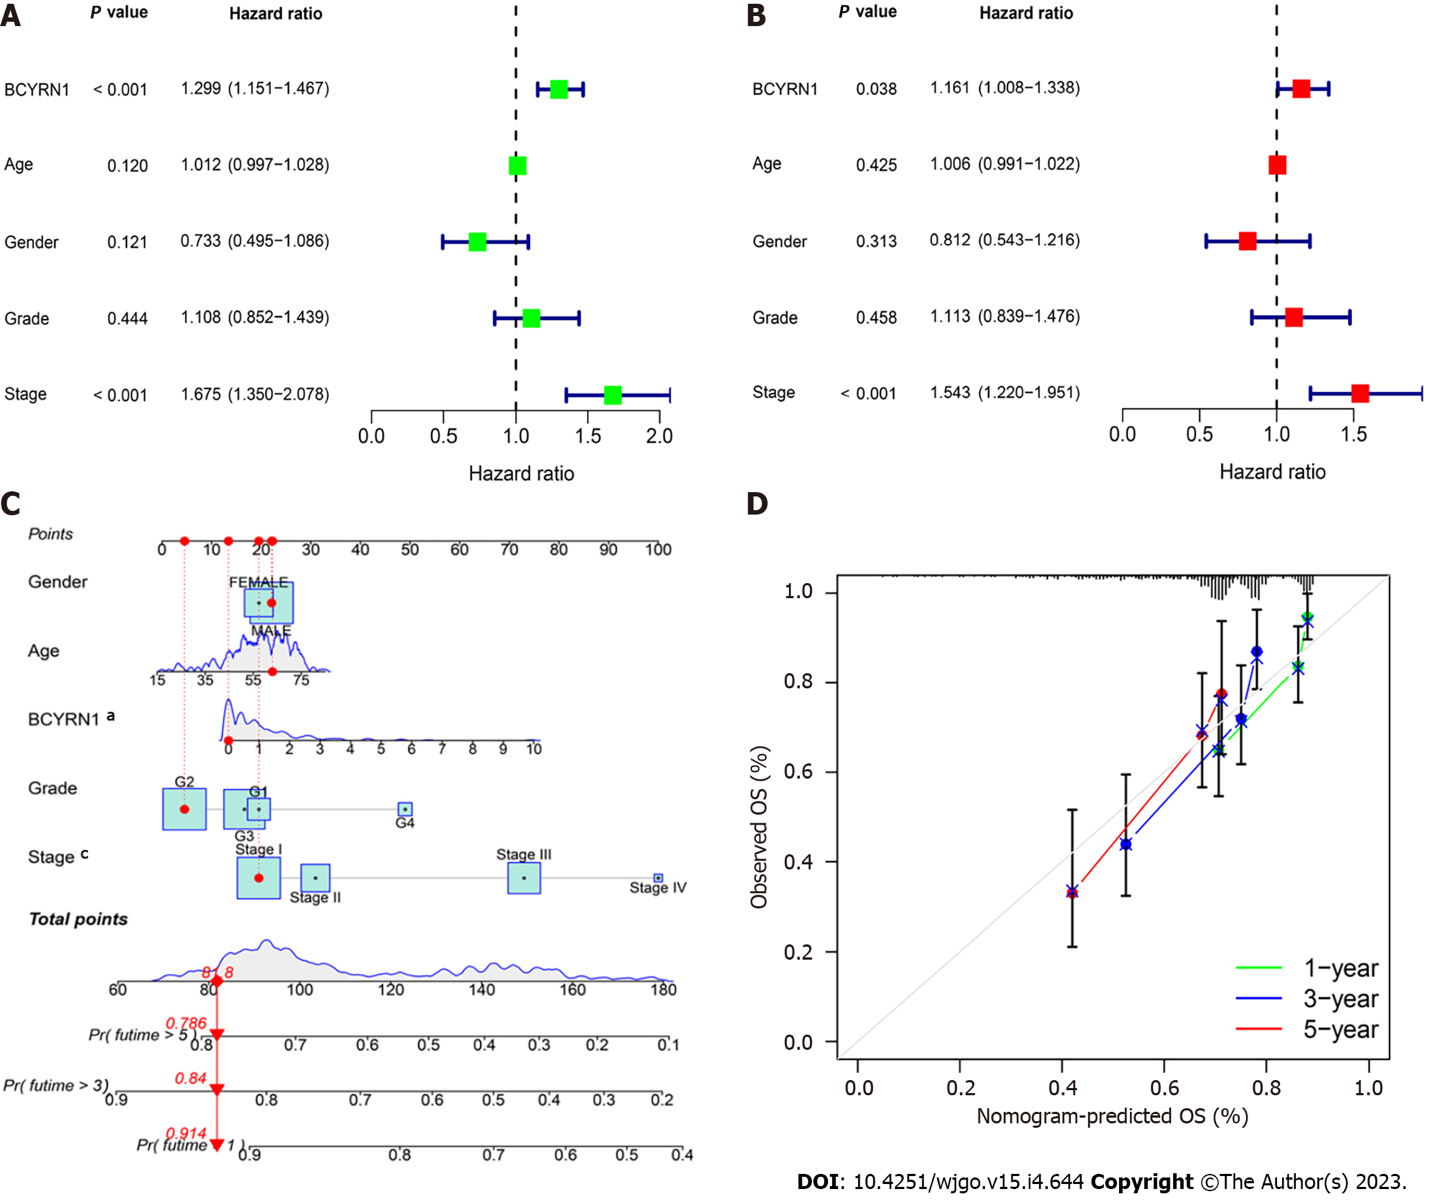 A
P value Hazard ratio
BCYRN1 < 0.001 1.299 (1.151−1.467)
Age 0.120 1.012 (0.997−1.028)
Gender 0.121 0.733 (0.495−1.086)
Grade 0.444 1.108 (0.852−1.439)
Stage < 0.001 1.675 (1.350−2.078)
0.0 0.5 1.0 1.5 2.0
Hazard ratio
B
P value Hazard ratio
BCYRN1 0.038 1.161 (1.008−1.338)
Age 0.425 1.006 (0.991−1.022)
Gender 0.313 0.812 (0.543−1.216)
Grade 0.458 1.113 (0.839−1.476)
Stage < 0.001 1.543 (1.220−1.951)
0.0 0.5 1.0 1.5
Hazard ratio
C
Points
0 10 20 30 40 50 60 70 80 90 100
Gender
FEMALE
MALE
Age
15 35 55 75
BCYRN1 a
0 1 2 3 4 5 6 7 8 9 10
Grade
G2
G1
G3
G4
Stage c
Stage I
Stage II
Stage III
Stage IV
Total points
81.8
60 80 100 120 140 160 180
0.786
Pr( futime > 5 )
0.8 0.7 0.6 0.5 0.4 0.3 0.2 0.1
0.84
Pr( futime > 3)
0.9 0.8 0.7 0.6 0.5 0.4 0.3 0.2
0.914
Pr( futime 1 )
0.9 0.8 0.7 0.6 0.5 0.4
D
Observed OS (%)
1.0
0.8
0.6
0.4
0.2
0.0
1−year
3−year
5−year
0.0 0.2 0.4 0.6 0.8 1.0
Nomogram-predicted OS (%)
DOI: 10.4251/wjgo.v15.i4.644 Copyright ©The Author(s) 2023.